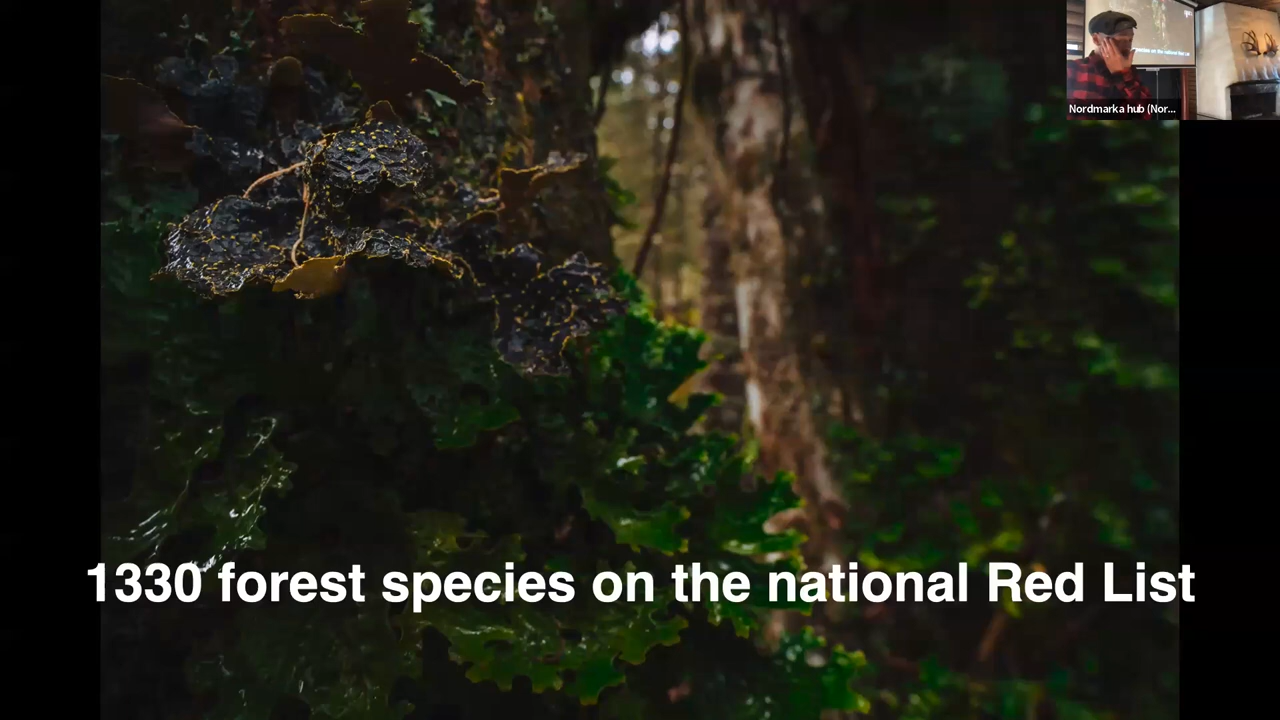 Nordmarka hub (Nor...
1330 forest species on the national Red List